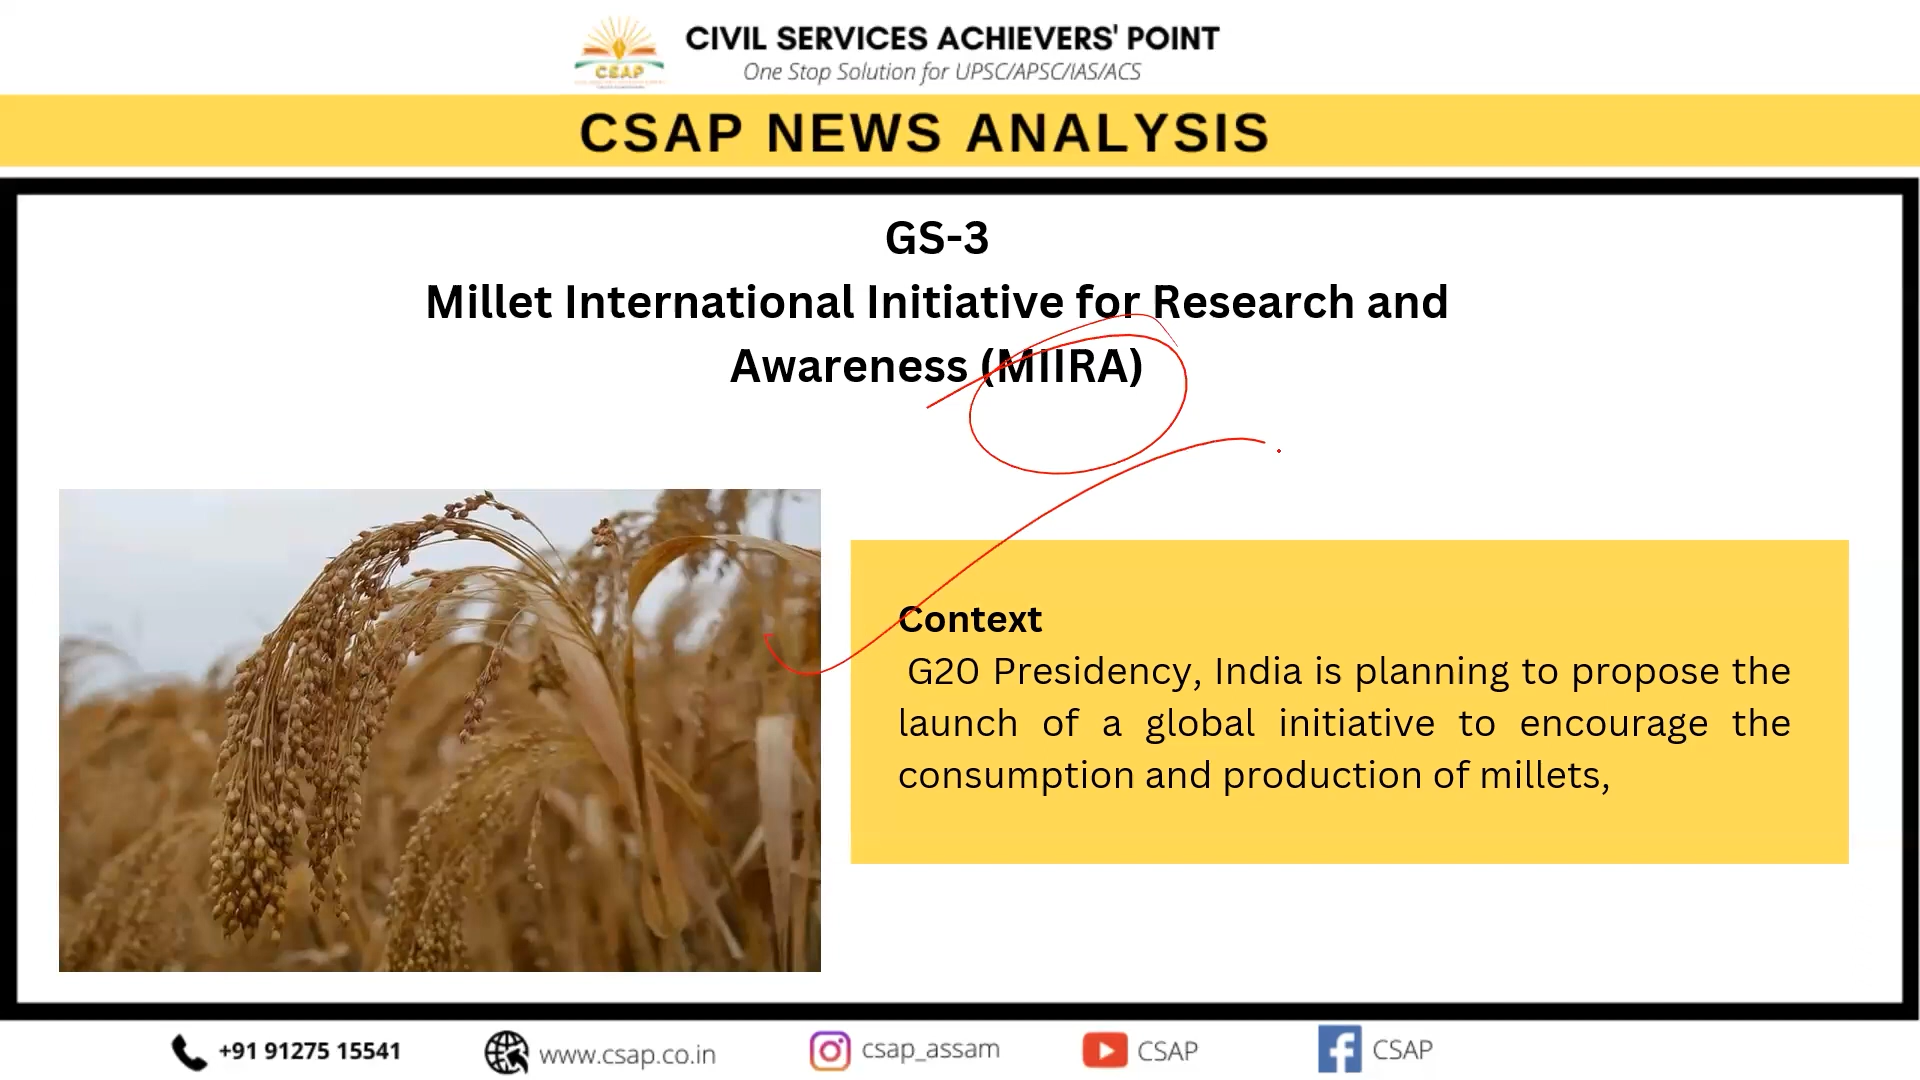 CSAP
CIVIL SERVICES ACHIEVERS' POINT
One Stop Solution for UPSC/APSC/IAS/ACS
CSAP NEWS ANALYSIS
GS-3
Millet International Initiative for Research and
Awareness (MIIRA)
Context
G20 Presidency, India is planning to propose the
launch of a global initiative to encourage the
consumption and production of millets,
+91 91275 15541
www.csap.co.in
csap_assam
CSAP
CSAP